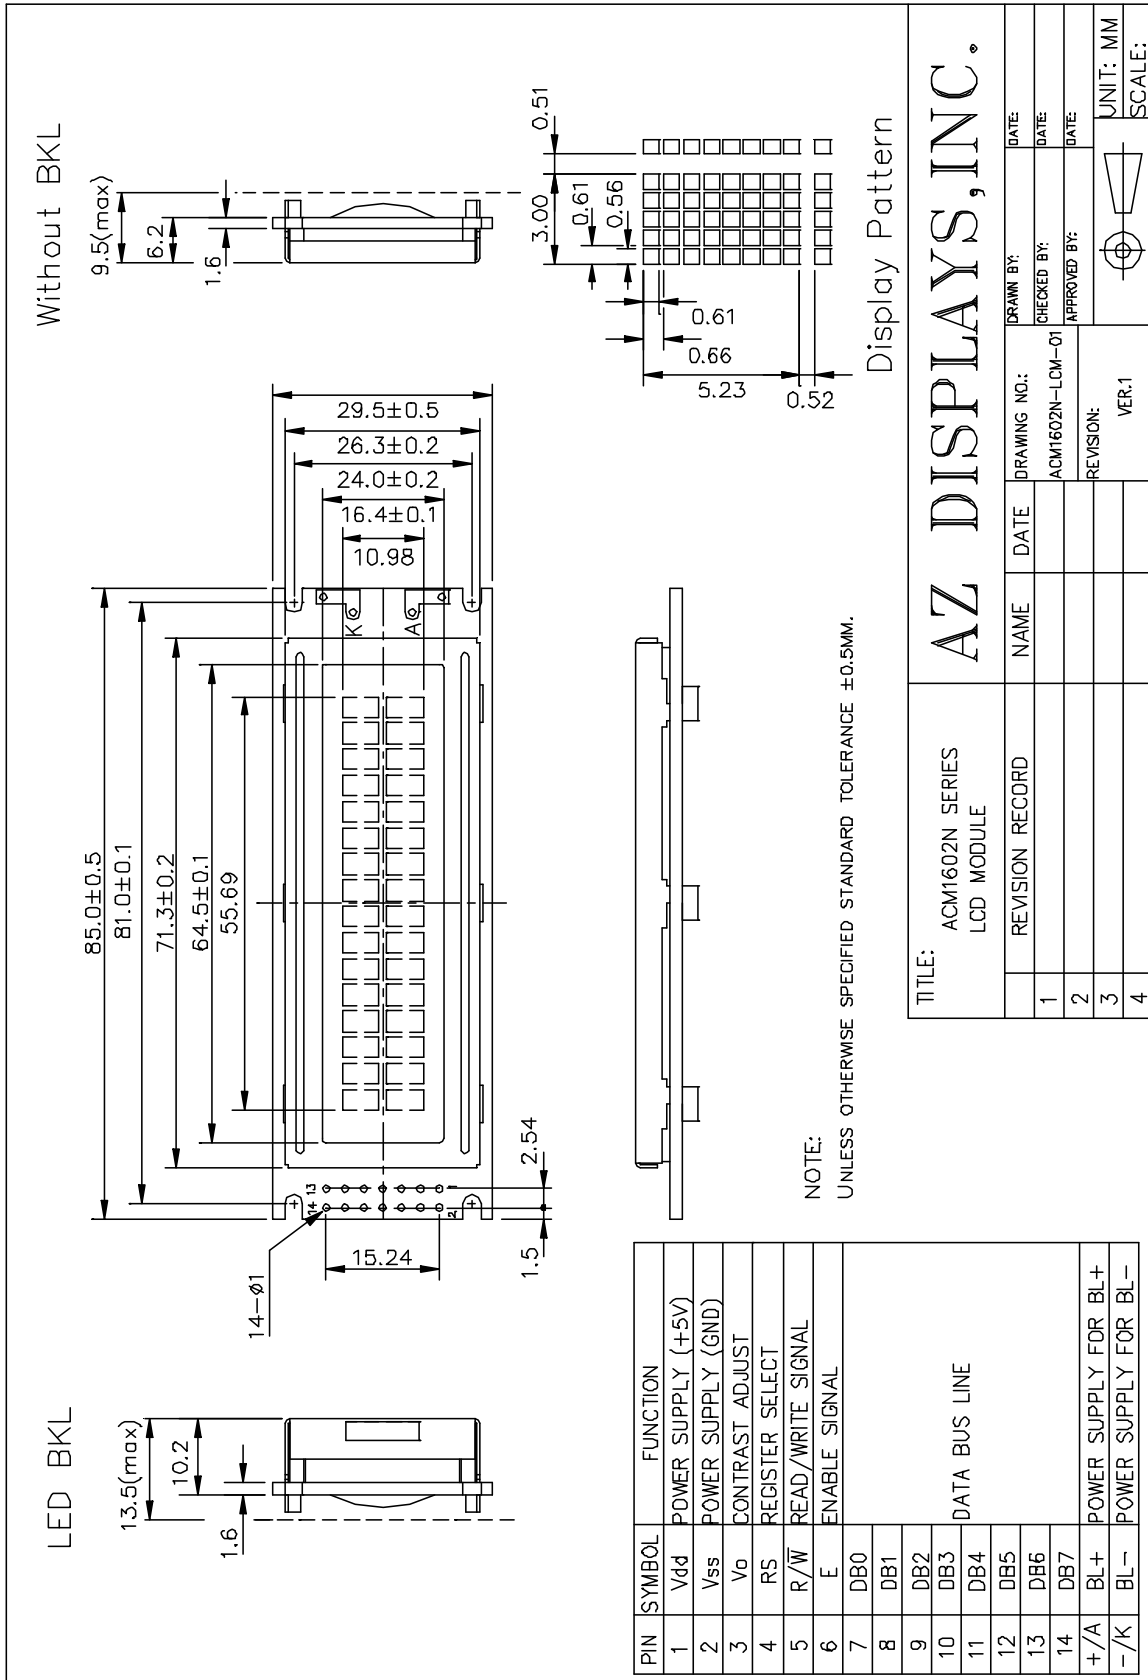 LED BKL
13.5(max)
10.2
1.6
85.0±0.5
81.0±0.1
71.3±0.2
64.5±0.1
55.69
14-ø1
14 13
2 1
15.24
1.5
2.54
K
A
29.5±0.5
26.3±0.2
24.0±0.2
16.4±0.1
10.98
Without BKL
9.5(max)
6.2
1.6
3.00
0.51
0.61
0.56
0.61
0.66
5.23
0.52
Display Pattern
NOTE:
UNLESS OTHERWISE SPECIFIED STANDARD TOLERANCE ±0.5MM.
PIN SYMBOL FUNCTION
1 Vdd POWER SUPPLY (+5V)
2 Vss POWER SUPPLY (GND)
3 Vo CONTRAST ADJUST
4 RS REGISTER SELECT
5 R/W̅ READ/WRITE SIGNAL
6 E ENABLE SIGNAL
7 DB0
8 DB1
9 DB2
10 DB3 DATA BUS LINE
11 DB4
12 DB5
13 DB6
14 DB7
+/A BL+ POWER SUPPLY FOR BL+
-/K BL- POWER SUPPLY FOR BL-
TITLE:
ACM1602N SERIES
LCD MODULE
AZ DISPLAYS,INC.
REVISION RECORD NAME DATE
1
2
3
4
DRAWING NO.:
ACM1602N-LCM-01
REVISION:
VER.1
DRAWN BY: DATE:
CHECKED BY: DATE:
APPROVED BY: DATE:
UNIT: MM
SCALE: